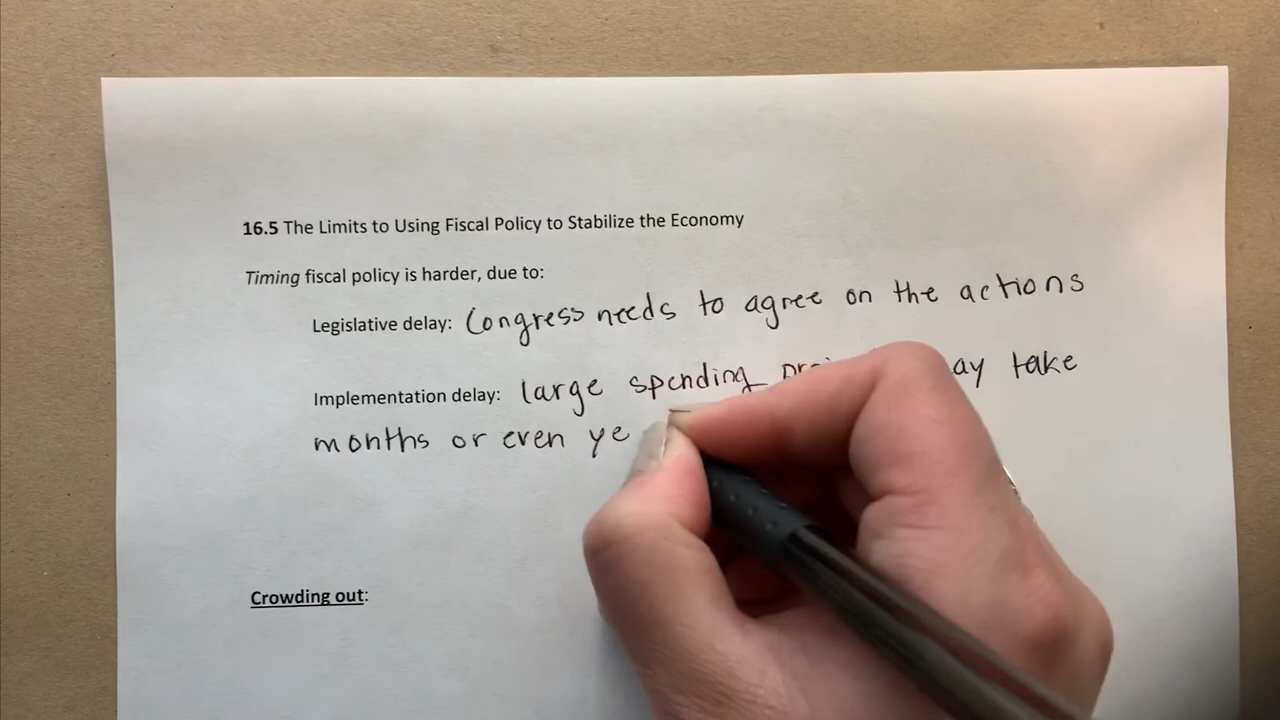 16.5 The Limits to Using Fiscal Policy to Stabilize the Economy
Timing fiscal policy is harder, due to:
Legislative delay: Congress needs to agree on the actions
Implementation delay: large spending take
months or even ye
Crowding out: